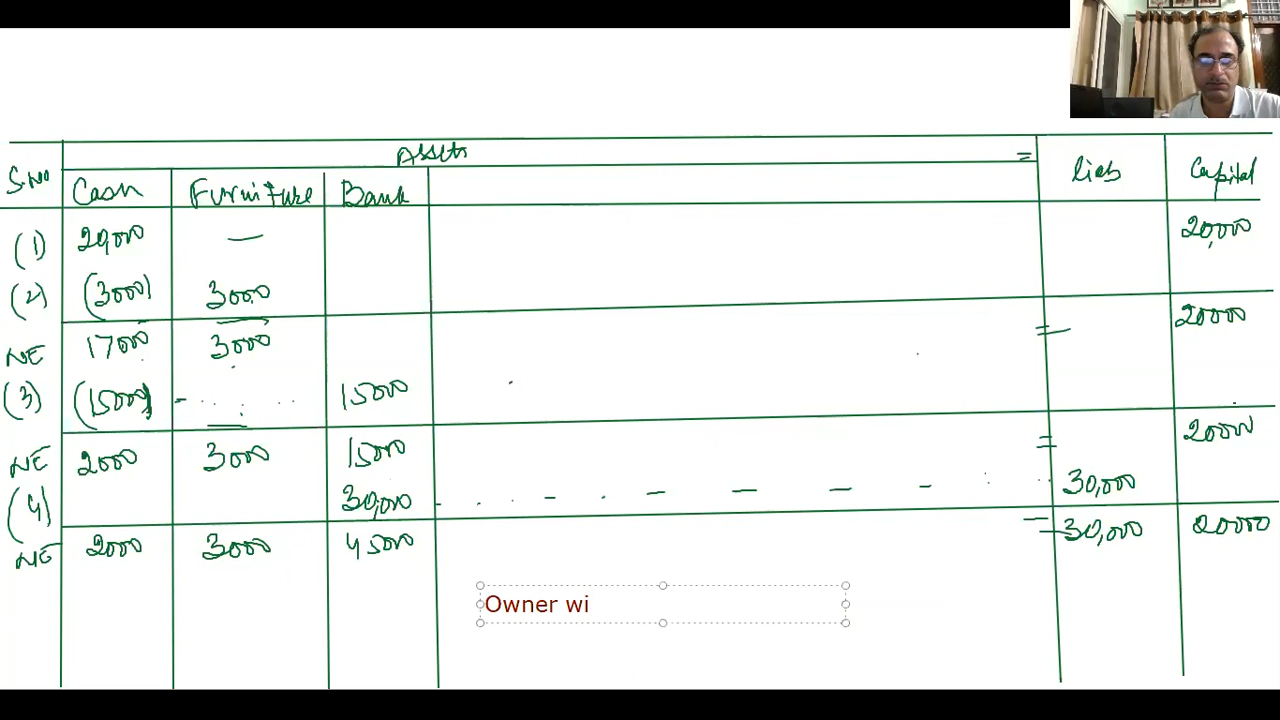 S.No Assets = Liab Capital
Cash Furniture Bank
(1) 20,000 — 20,000
(2) (3000) 3000
NE 17000 3000 = 20000
(3) (15000) - 15000
NE 2000 3000 15000 = 20000
(4) 30,000 - - - - - 30,000
NE 2000 3000 45000 = 30,000 20000
Owner wi